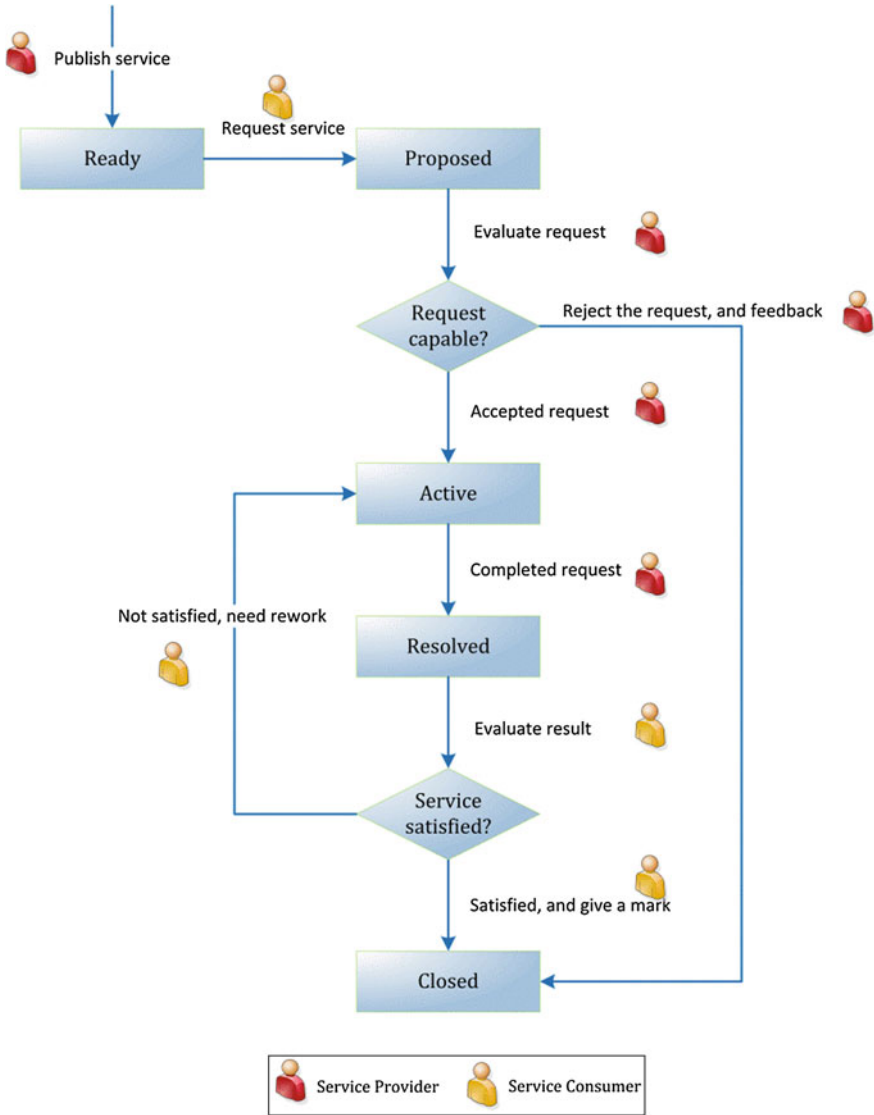 Publish service
Request service
Ready
Proposed
Evaluate request
Request
capable?
Reject the request, and feedback
Accepted request
Active
Completed request
Not satisfied, need rework
Resolved
Evaluate result
Service
satisfied?
Satisfied, and give a mark
Closed
Service Provider
Service Consumer